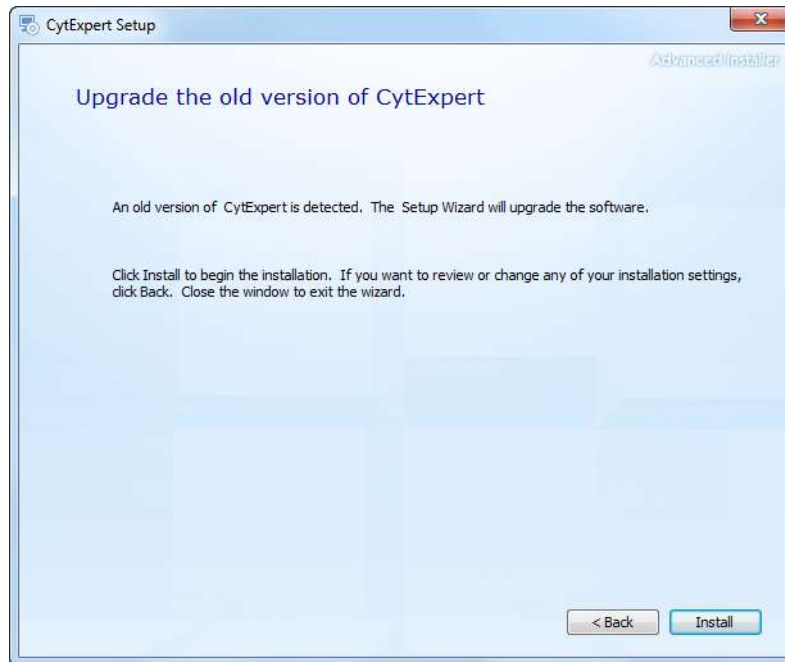 CytExpert Setup
Advanced Installer
Upgrade the old version of CytExpert
An old version of CytExpert is detected. The Setup Wizard will upgrade the software.
Click Install to begin the installation. If you want to review or change any of your installation settings,
click Back. Close the window to exit the wizard.
< Back
Install